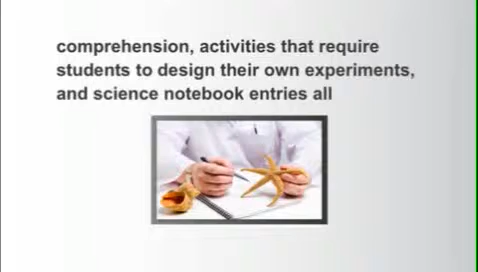 comprehension, activities that require
students to design their own experiments,
and science notebook entries all